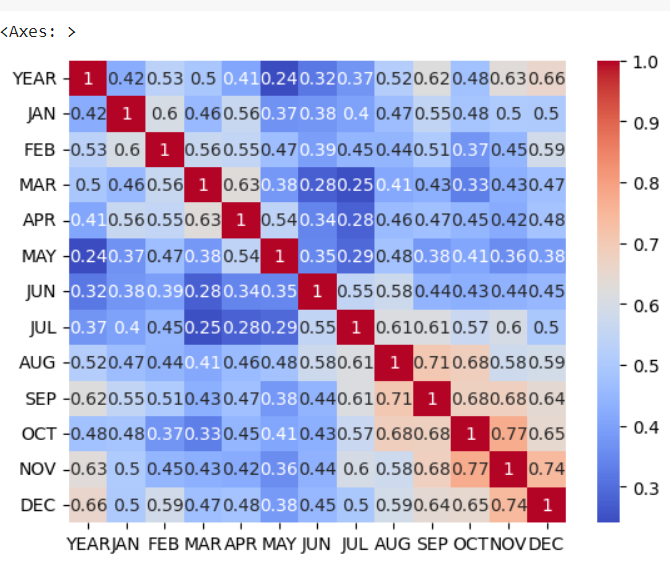 <Axes: >
YEAR 1 0.42 0.53 0.5 0.41 0.24 0.32 0.37 0.52 0.62 0.48 0.63 0.66
JAN 0.42 1 0.6 0.46 0.56 0.37 0.38 0.4 0.47 0.55 0.48 0.5 0.5
FEB 0.53 0.6 1 0.56 0.55 0.47 0.39 0.45 0.44 0.51 0.37 0.45 0.59
MAR 0.5 0.46 0.56 1 0.63 0.38 0.28 0.25 0.41 0.43 0.33 0.43 0.47
APR 0.41 0.56 0.55 0.63 1 0.54 0.34 0.28 0.46 0.47 0.45 0.42 0.48
MAY 0.24 0.37 0.47 0.38 0.54 1 0.35 0.29 0.48 0.38 0.41 0.36 0.38
JUN 0.32 0.38 0.39 0.28 0.34 0.35 1 0.55 0.58 0.44 0.43 0.44 0.45
JUL 0.37 0.4 0.45 0.25 0.28 0.29 0.55 1 0.61 0.61 0.57 0.6 0.5
AUG 0.52 0.47 0.44 0.41 0.46 0.48 0.58 0.61 1 0.71 0.68 0.58 0.59
SEP 0.62 0.55 0.51 0.43 0.47 0.38 0.44 0.61 0.71 1 0.68 0.68 0.64
OCT 0.48 0.48 0.37 0.33 0.45 0.41 0.43 0.57 0.68 0.68 1 0.77 0.65
NOV 0.63 0.5 0.45 0.43 0.42 0.36 0.44 0.6 0.58 0.68 0.77 1 0.74
DEC 0.66 0.5 0.59 0.47 0.48 0.38 0.45 0.5 0.59 0.64 0.65 0.74 1
YEAR JAN FEB MAR APR MAY JUN JUL AUG SEP OCT NOV DEC
1.0
0.9
0.8
0.7
0.6
0.5
0.4
0.3